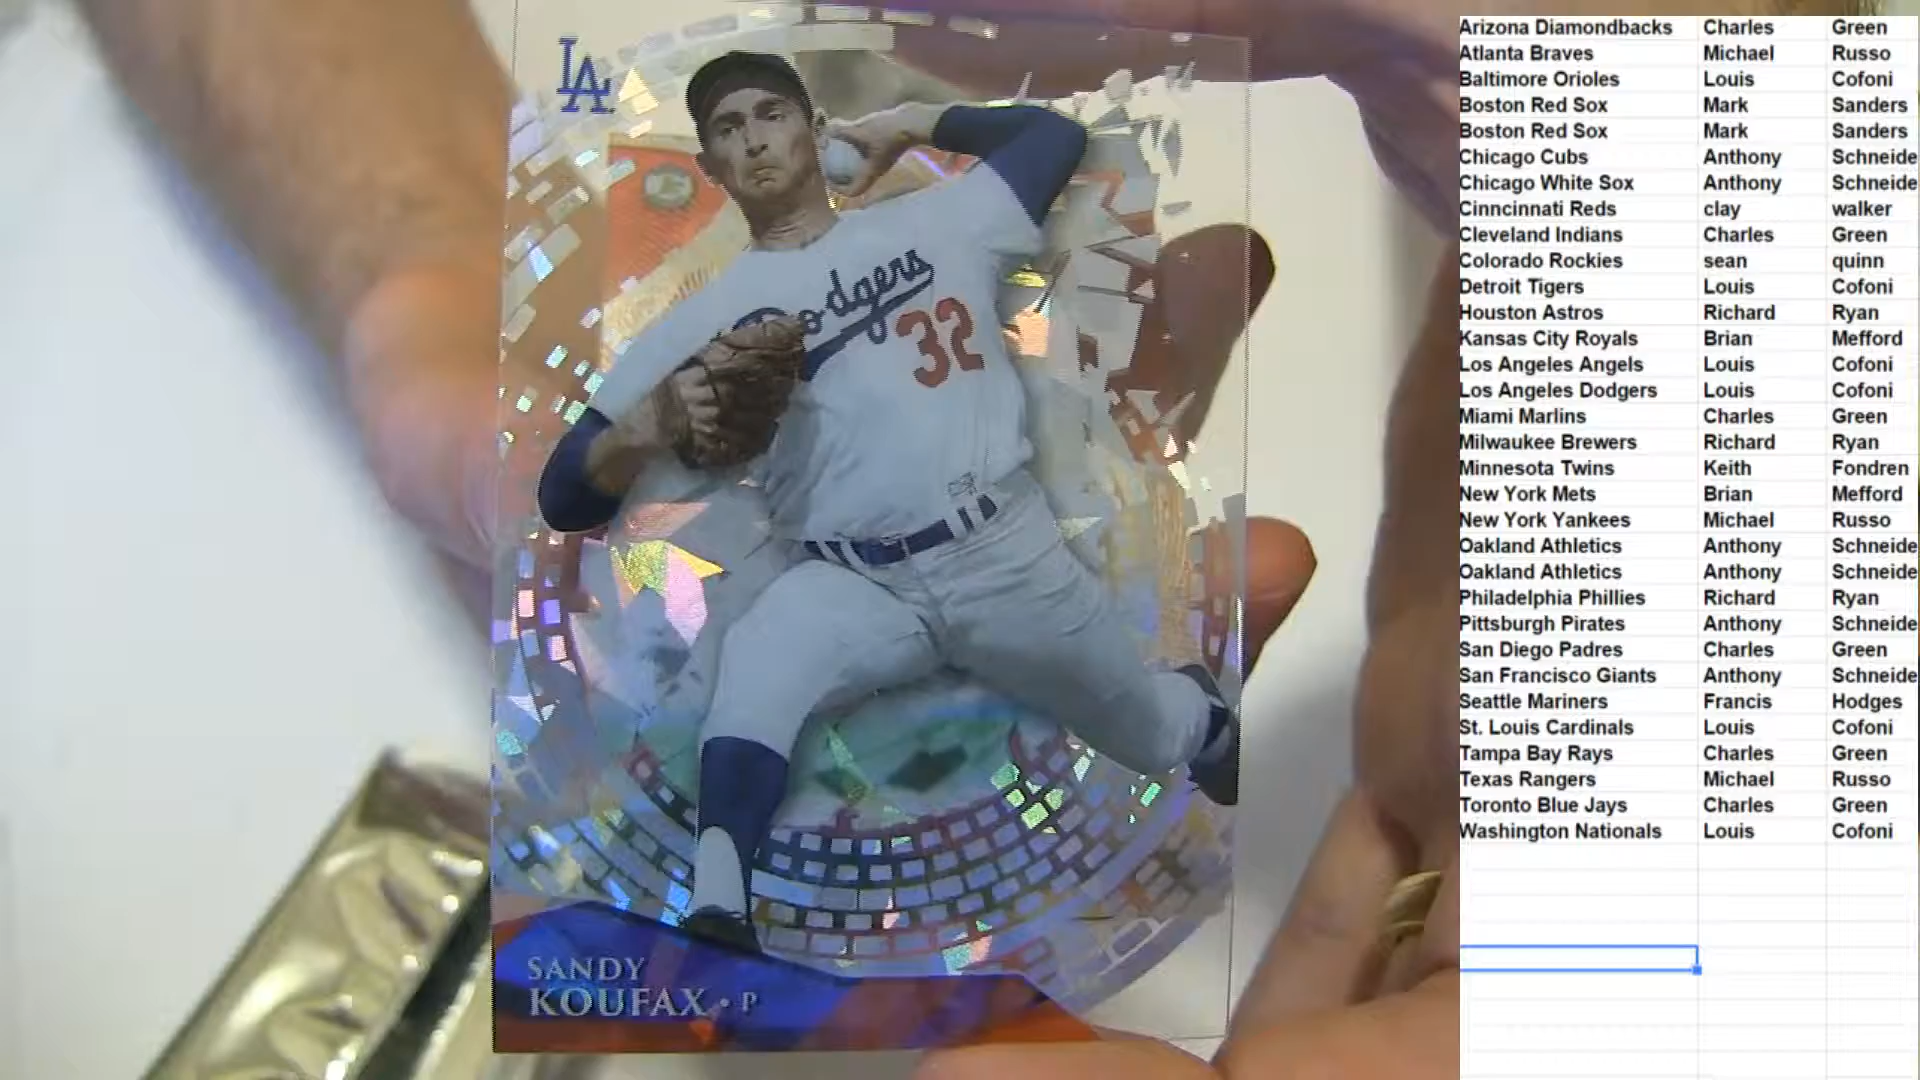 LA
Dodgers
32
SANDY
KOUFAX • P
Arizona Diamondbacks Charles Green
Atlanta Braves Michael Russo
Baltimore Orioles Louis Cofoni
Boston Red Sox Mark Sanders
Boston Red Sox Mark Sanders
Chicago Cubs Anthony Schneide
Chicago White Sox Anthony Schneide
Cinncinnati Reds clay walker
Cleveland Indians Charles Green
Colorado Rockies sean quinn
Detroit Tigers Louis Cofoni
Houston Astros Richard Ryan
Kansas City Royals Brian Mefford
Los Angeles Angels Louis Cofoni
Los Angeles Dodgers Louis Cofoni
Miami Marlins Charles Green
Milwaukee Brewers Richard Ryan
Minnesota Twins Keith Fondren
New York Mets Brian Mefford
New York Yankees Michael Russo
Oakland Athletics Anthony Schneide
Oakland Athletics Anthony Schneide
Philadelphia Phillies Richard Ryan
Pittsburgh Pirates Anthony Schneide
San Diego Padres Charles Green
San Francisco Giants Anthony Schneide
Seattle Mariners Francis Hodges
St. Louis Cardinals Louis Cofoni
Tampa Bay Rays Charles Green
Texas Rangers Michael Russo
Toronto Blue Jays Charles Green
Washington Nationals Louis Cofoni